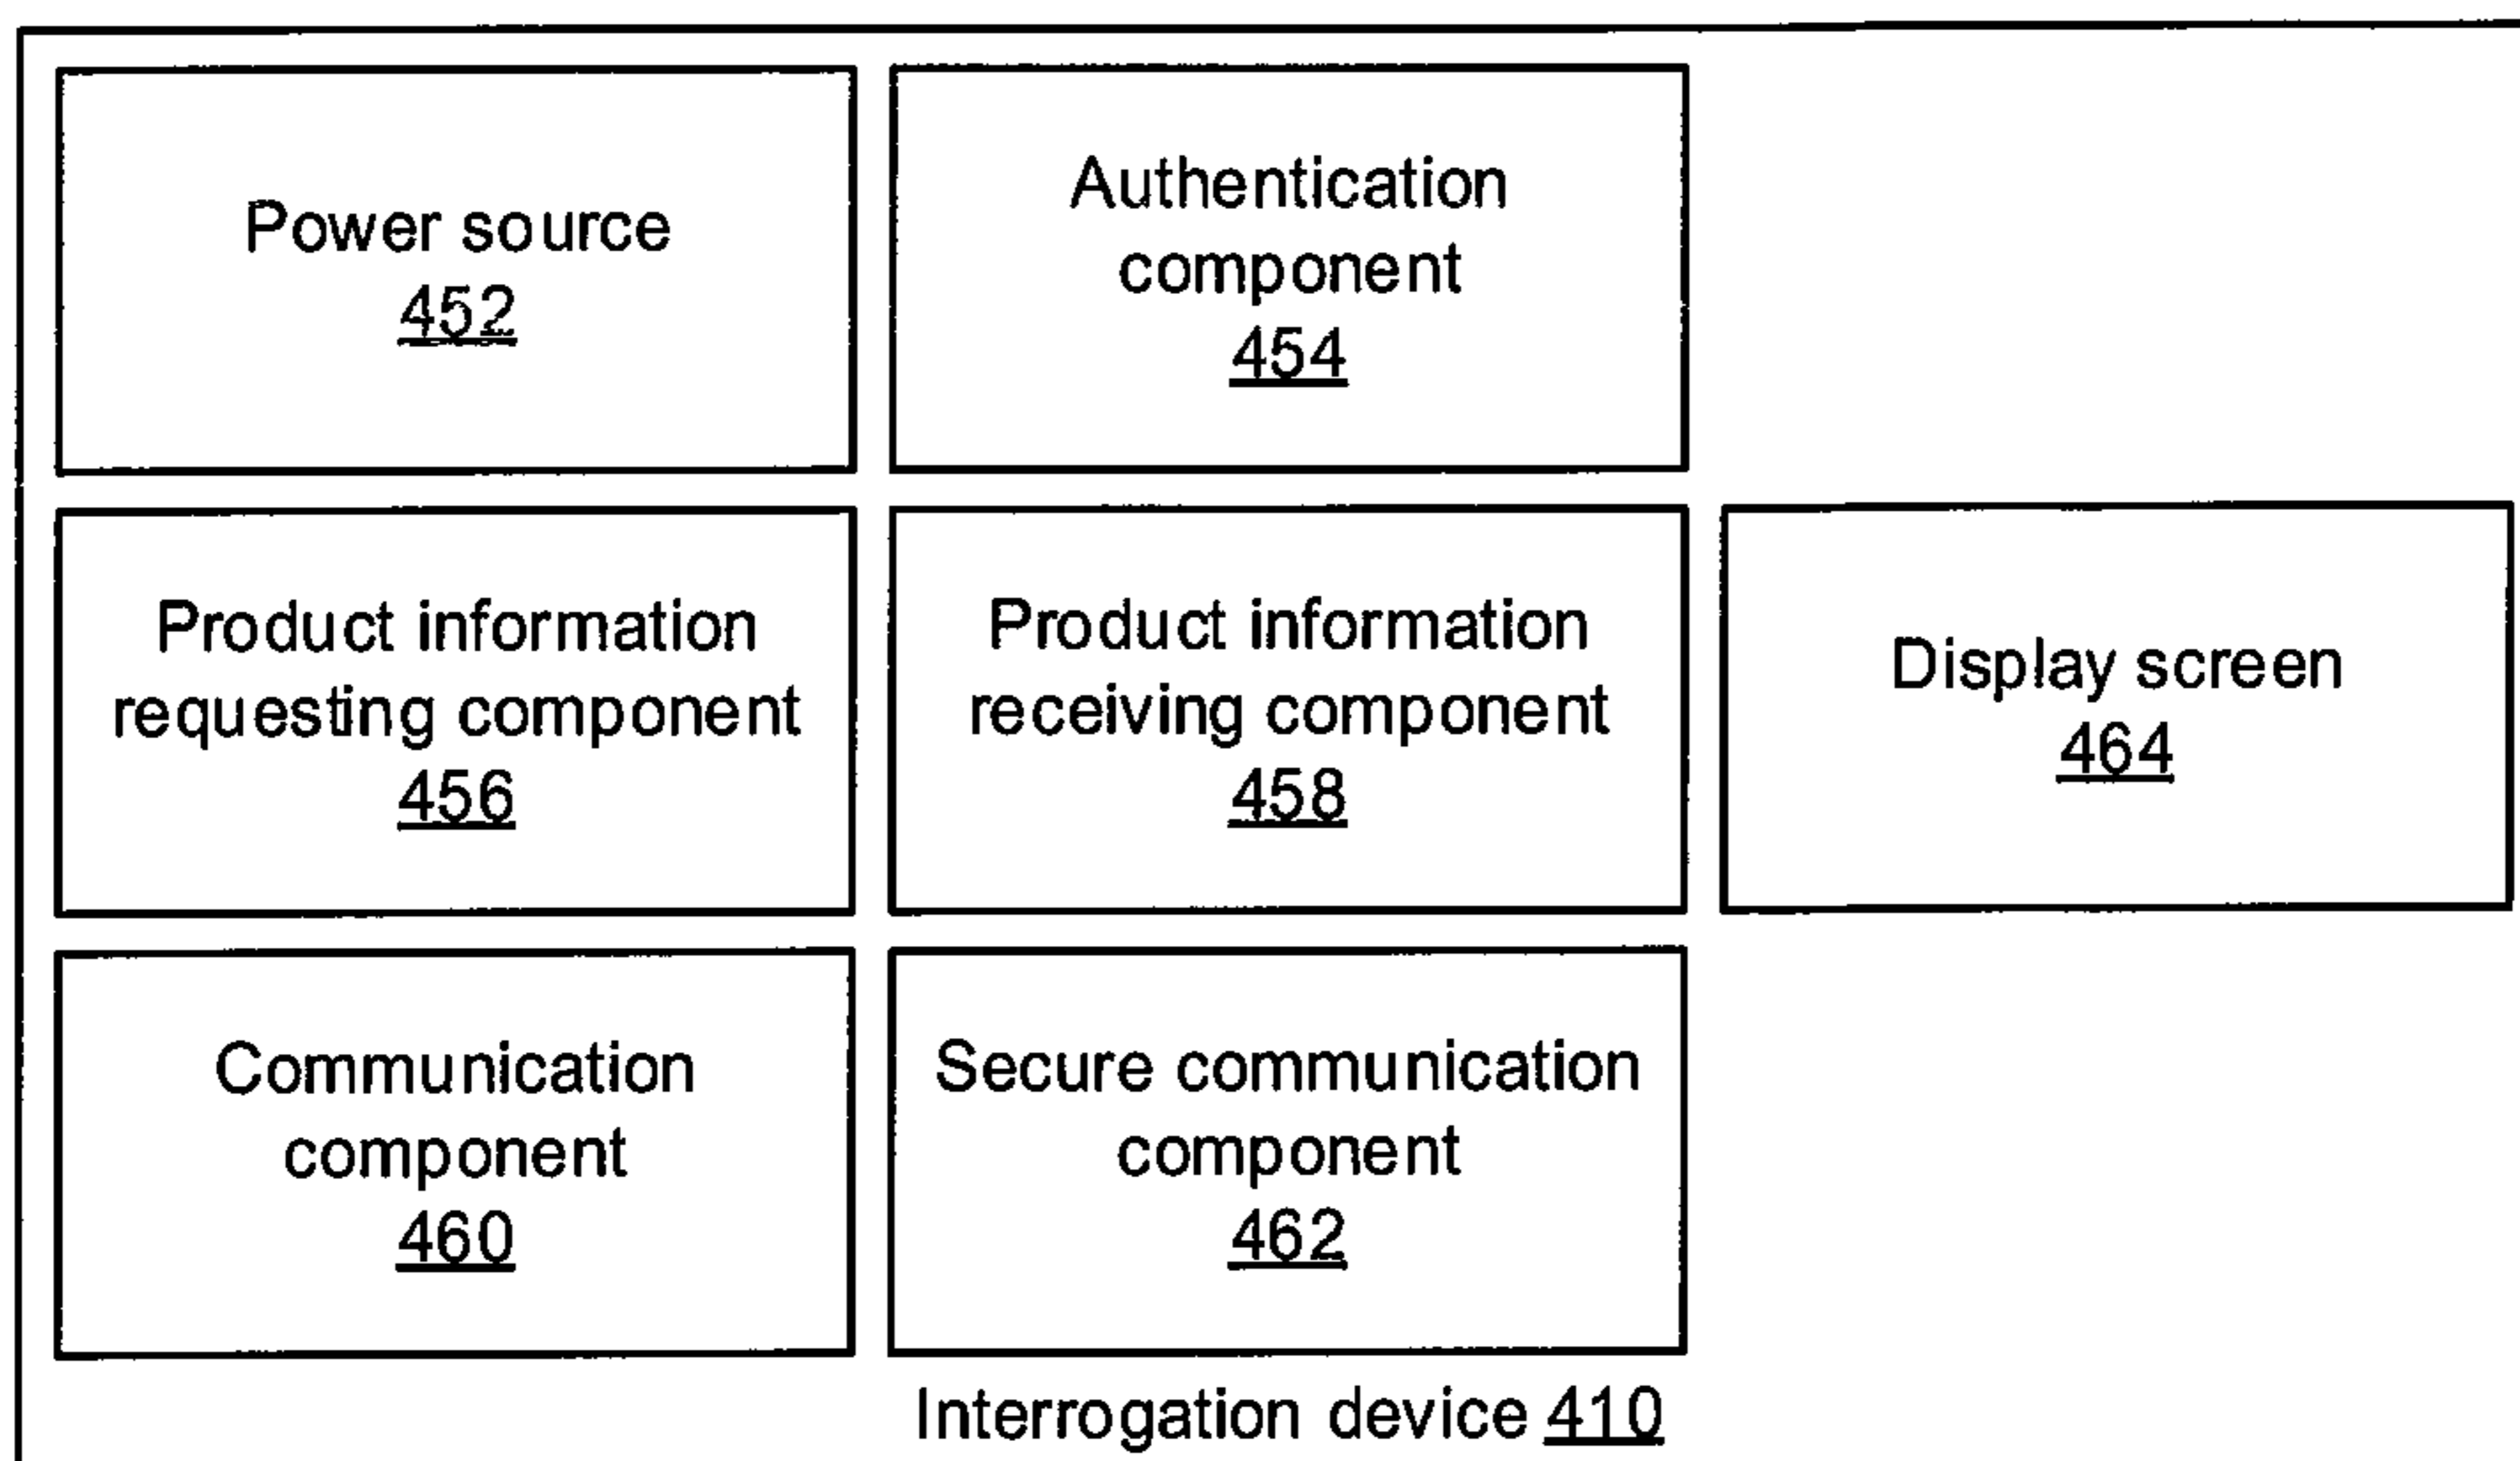 Power source
452
Authentication
component
454
Product information
requesting component
456
Product information
receiving component
458
Display screen
464
Communication
component
460
Secure communication
component
462
Interrogation device 410